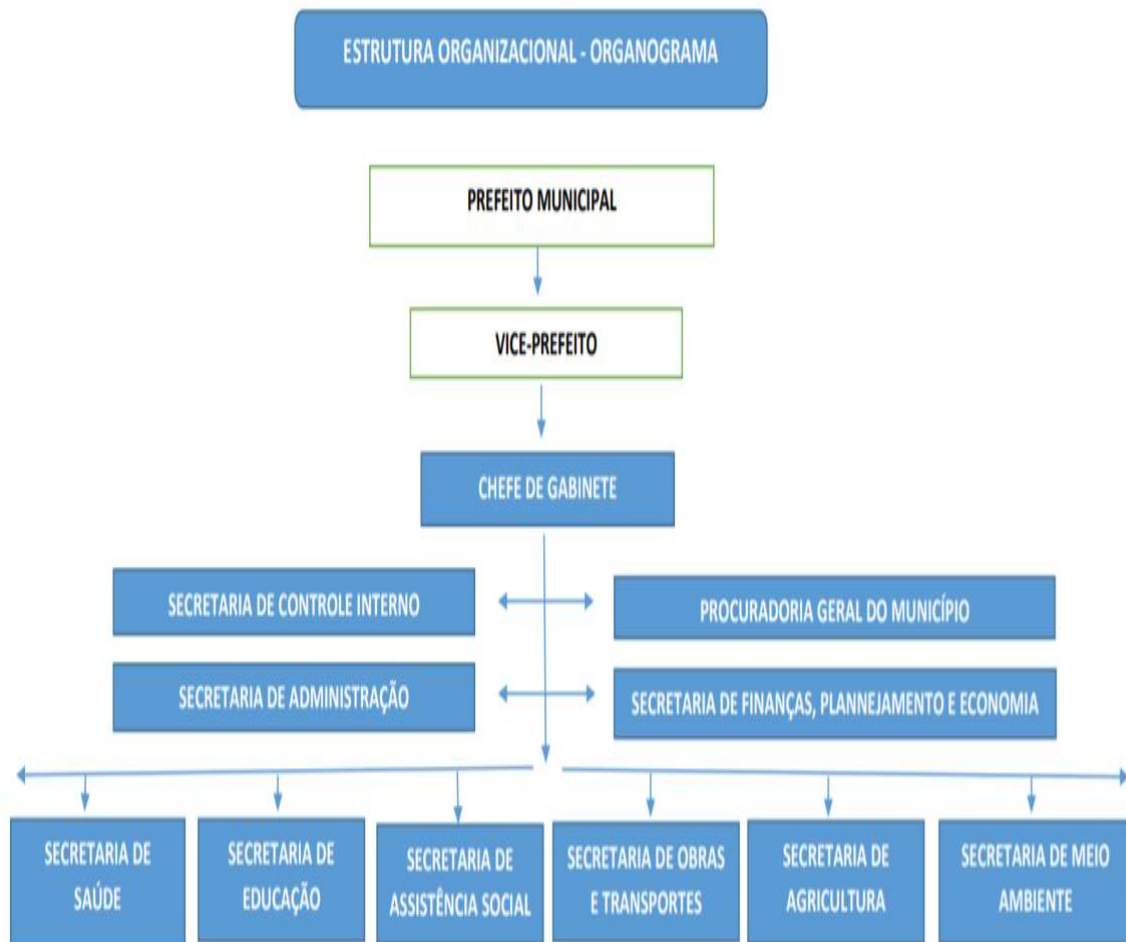 ESTRUTURA ORGANIZACIONAL - ORGANOGRAMA
PREFEITO MUNICIPAL
VICE-PREFEITO
CHEFE DE GABINETE
SECRETARIA DE CONTROLE INTERNO
PROCURADORIA GERAL DO MUNICÍPIO
SECRETARIA DE ADMINISTRAÇÃO
SECRETARIA DE FINANÇAS, PLANNEJAMENTO E ECONOMIA
SECRETARIA DE
SAÚDE
SECRETARIA DE
EDUCAÇÃO
SECRETARIA DE
ASSISTÊNCIA SOCIAL
SECRETARIA DE OBRAS
E TRANSPORTES
SECRETARIA DE
AGRICULTURA
SECRETARIA DE MEIO
AMBIENTE